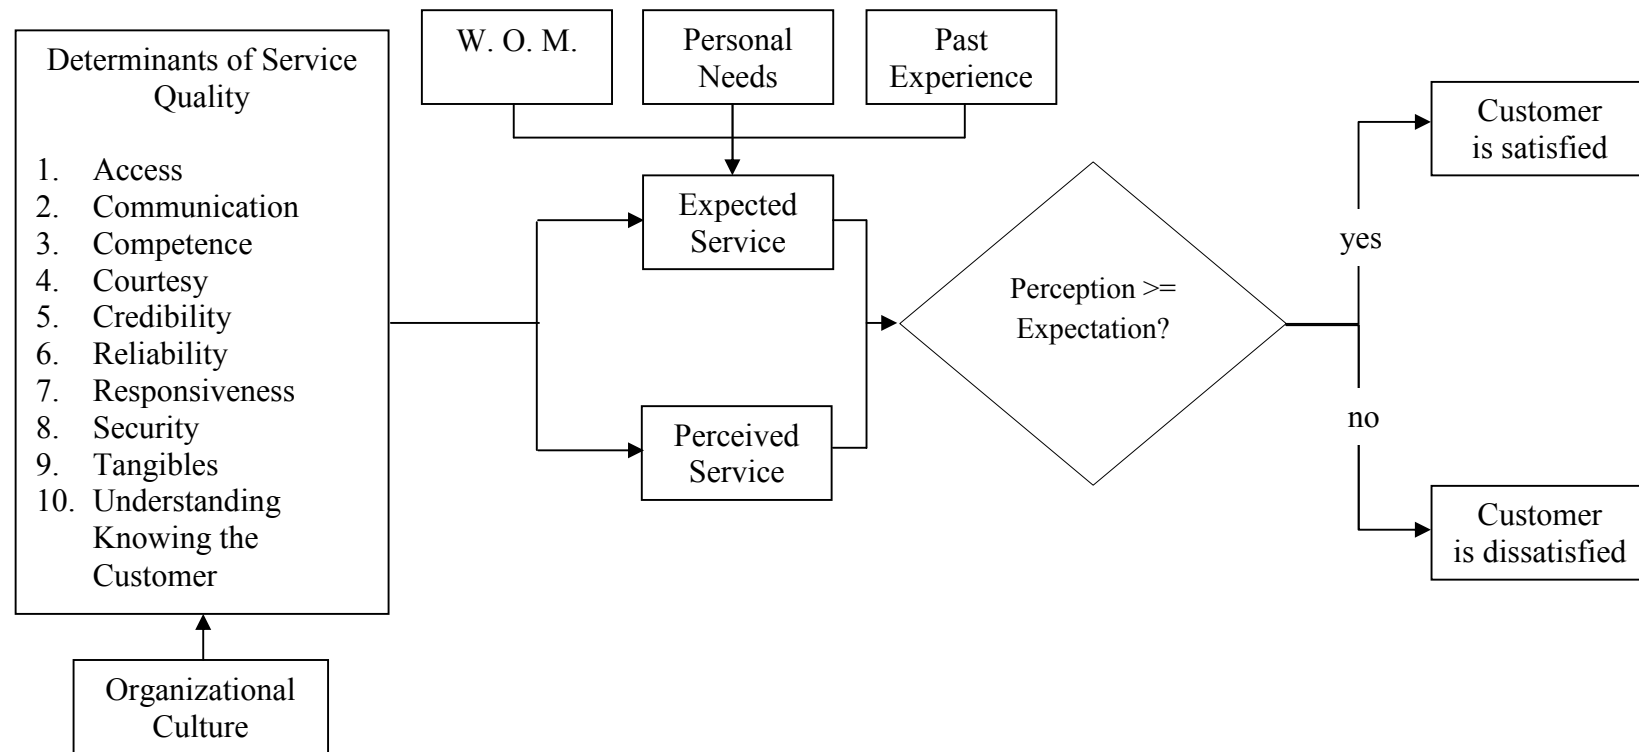 Determinants of Service
Quality
1. Access
2. Communication
3. Competence
4. Courtesy
5. Credibility
6. Reliability
7. Responsiveness
8. Security
9. Tangibles
10. Understanding
Knowing the
Customer
Organizational
Culture
W. O. M.
Personal
Needs
Past
Experience
Expected
Service
Perceived
Service
Perception >=
Expectation?
yes
no
Customer
is satisfied
Customer
is dissatisfied